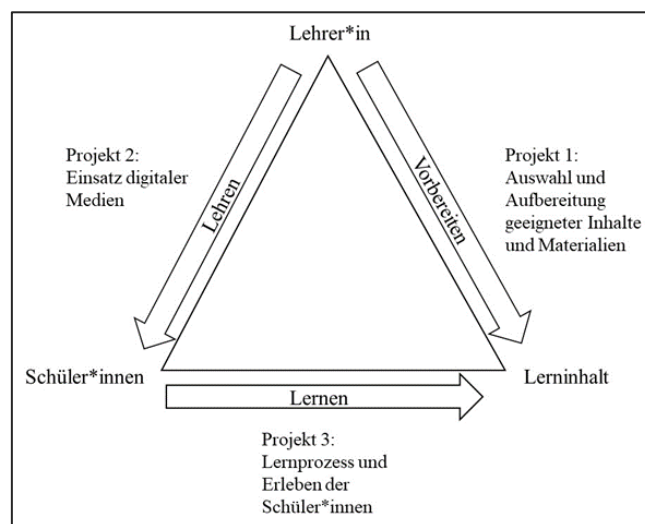 Lehrer*in
Projekt 2:
Einsatz digitaler
Medien
Lehren
Vorbereiten
Projekt 1:
Auswahl und
Aufbereitung
geeigneter Inhalte
und Materialien
Schüler*innen
Lerninhalt
Lernen
Projekt 3:
Lernprozess und
Erleben der
Schüler*innen